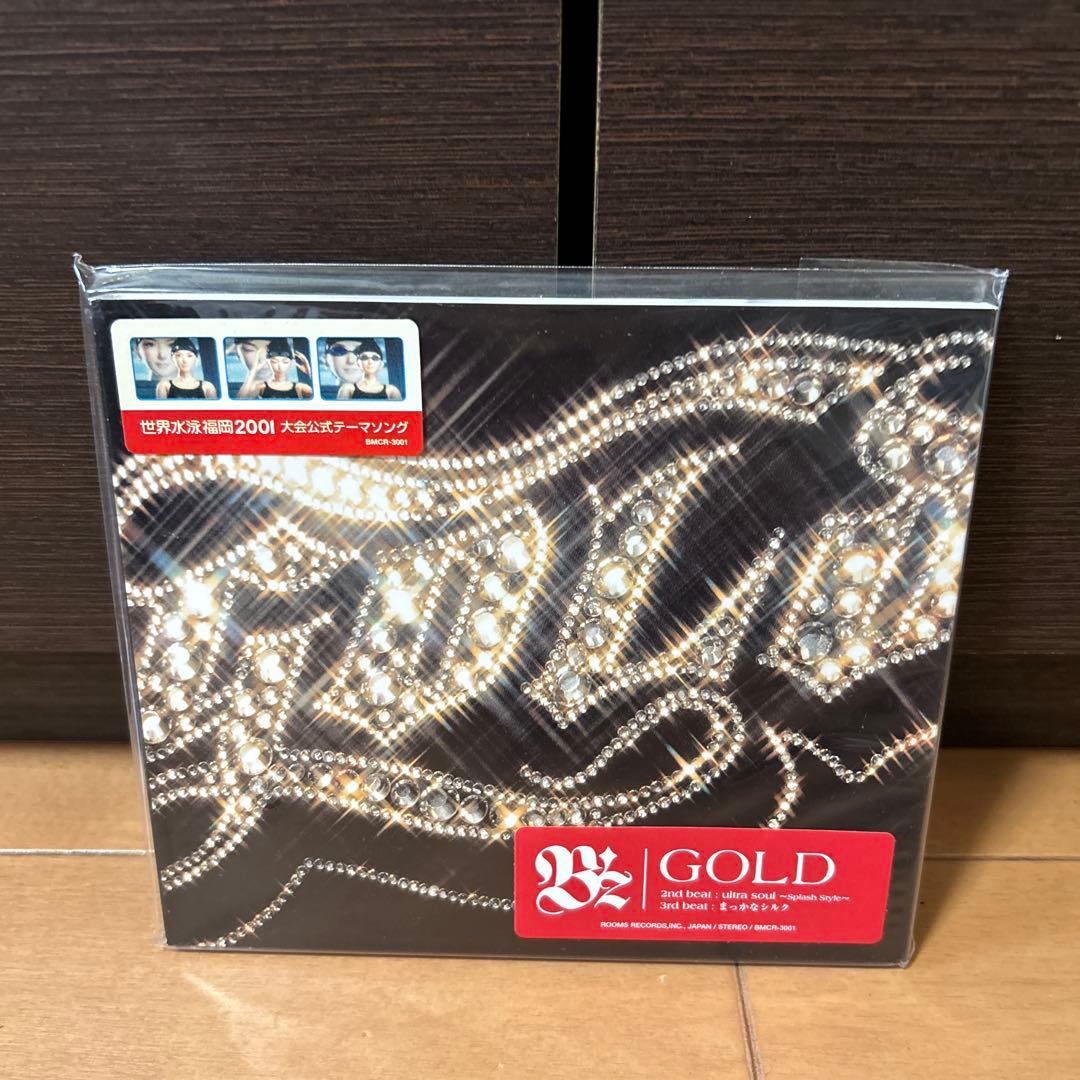 世界水泳福岡2001 大会公式テーマソング
BMCR-3001
B'z
GOLD
2nd beat : ultra soul ～Splash Style～
3rd beat : まっかなシルク
ROOMS RECORDS,INC., JAPAN / STEREO / BMCR-3001